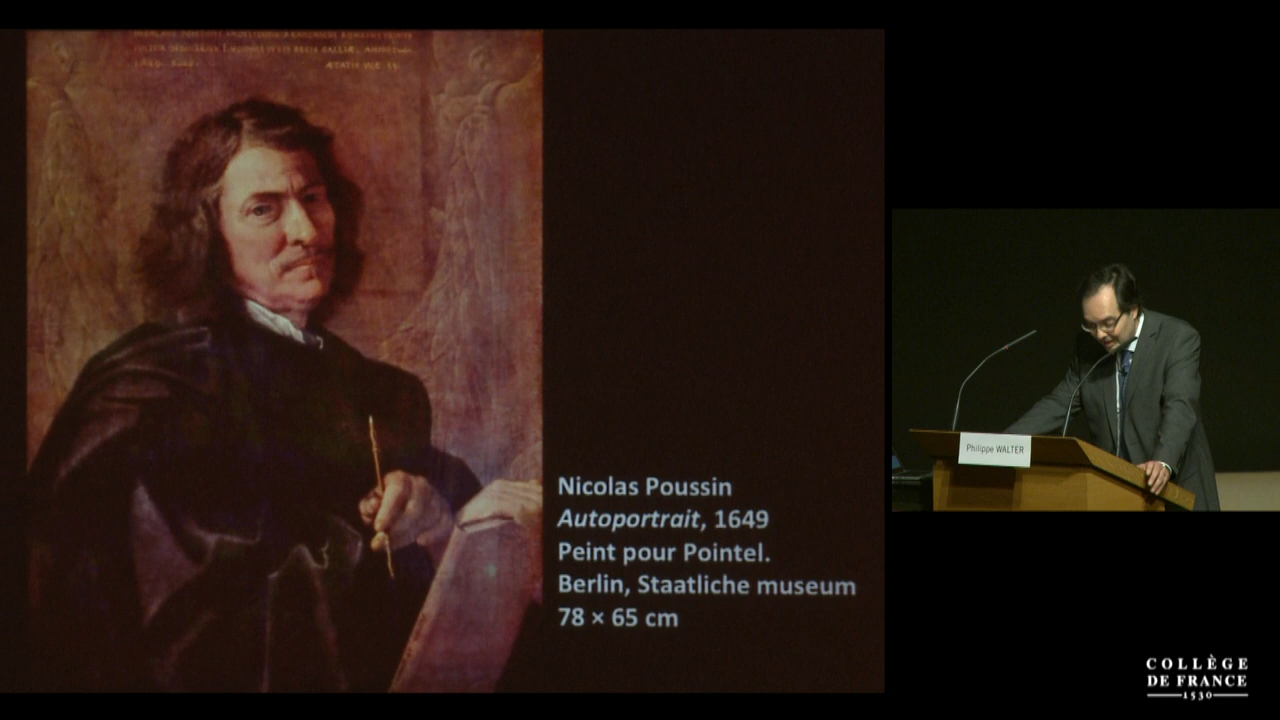 ÆTATIS
Nicolas Poussin
Autoportrait, 1649
Peint pour Pointel.
Berlin, Staatliche museum
78 × 65 cm
Philippe WALTER
COLLÈGE
DE FRANCE
1530